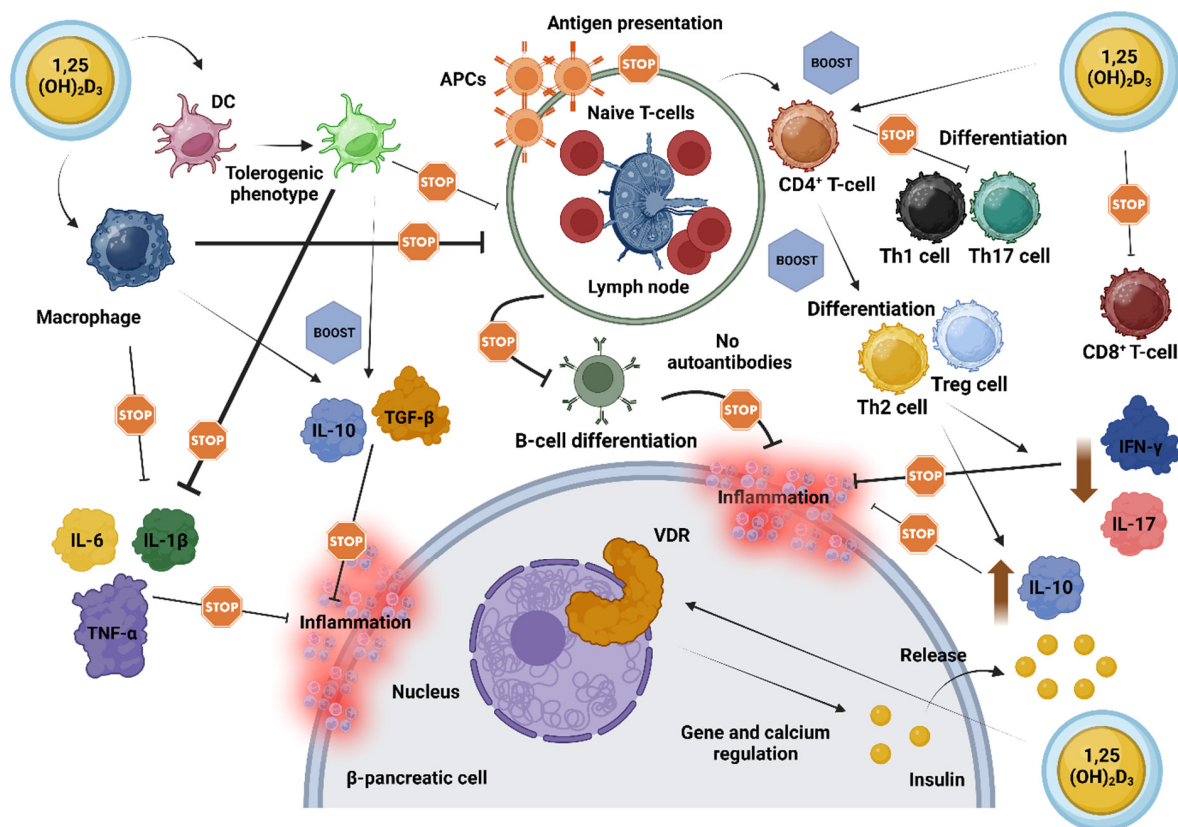 1,25
(OH)₂D₃
DC
Tolerogenic
phenotype
STOP
Macrophage
STOP
BOOST
STOP
STOP
IL-10
TGF-β
IL-6
IL-1β
TNF-α
STOP
STOP
Inflammation
Antigen presentation
APCs
STOP
Naive T-cells
Lymph node
STOP
B-cell differentiation
No
autoantibodies
STOP
Inflammation
BOOST
CD4⁺ T-cell
STOP
Differentiation
Th1 cell
Th17 cell
BOOST
Differentiation
Th2 cell
Treg cell
1,25
(OH)₂D₃
STOP
CD8⁺ T-cell
IFN-γ
IL-17
STOP
STOP
IL-10
VDR
Nucleus
β-pancreatic cell
Gene and calcium
regulation
Release
Insulin
1,25
(OH)₂D₃